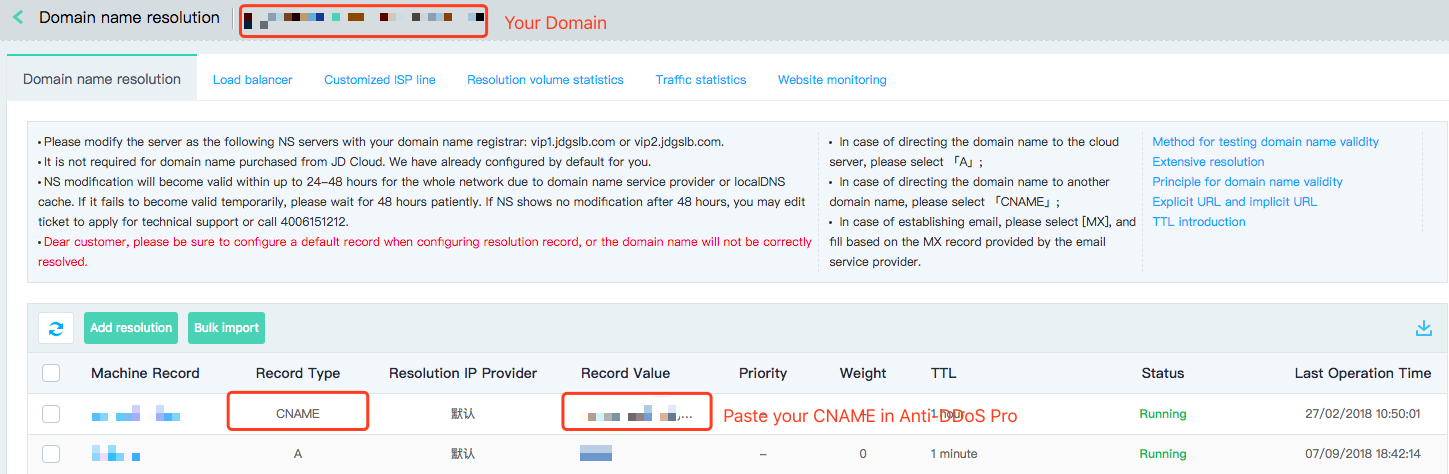 Domain name resolution
Your Domain
Domain name resolution Load balancer Customized ISP line Resolution volume statistics Traffic statistics Website monitoring
• Please modify the server as the following NS servers with your domain name registrar: vip1.jdgslb.com or vip2.jdgslb.com.
• It is not required for domain name purchased from JD Cloud. We have already configured by default for you.
• NS modification will become valid within up to 24-48 hours for the whole network due to domain name service provider or localDNS
cache. If it fails to become valid temporarily, please wait for 48 hours patiently. If NS shows no modification after 48 hours, you may edit
ticket to apply for technical support or call 4006151212.
• Dear customer, please be sure to configure a default record when configuring resolution record, or the domain name will not be correctly
resolved.
• In case of directing the domain name to the cloud
server, please select 「A」;
• In case of directing the domain name to another
domain name, please select 「CNAME」;
• In case of establishing email, please select [MX], and
fill based on the MX record provided by the email
service provider.
Method for testing domain name validity
Extensive resolution
Principle for domain name validity
Explicit URL and implicit URL
TTL introduction
Add resolution Bulk import
Machine Record Record Type Resolution IP Provider Record Value Priority Weight TTL Status Last Operation Time
CNAME 默认 ,... – 1 hour Running 27/02/2018 10:50:01
Paste your CNAME in Anti-DDoS Pro
A 默认 – 0 1 minute Running 07/09/2018 18:42:14